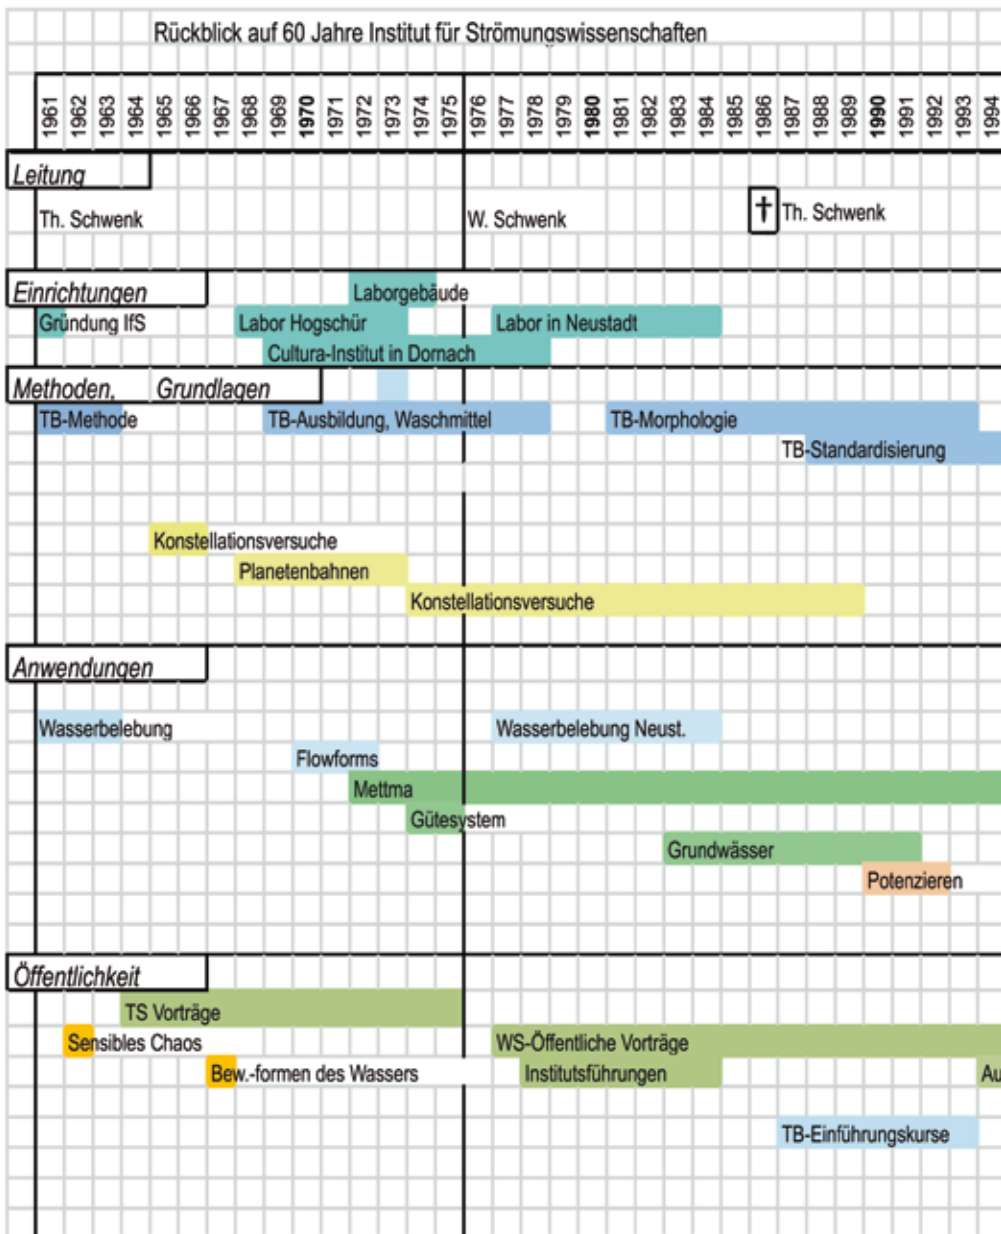 Rückblick auf 60 Jahre Institut für Strömungswissenschaften
1961 1962 1963 1964 1965 1966 1967 1968 1969 1970 1971 1972 1973 1974 1975 1976 1977 1978 1979 1980 1981 1982 1983 1984 1985 1986 1987 1988 1989 1990 1991 1992 1993 1994
Leitung
Th. Schwenk W. Schwenk † Th. Schwenk
Einrichtungen Laborgebäude
Gründung IfS Labor Hogschür Labor in Neustadt
Cultura-Institut in Dornach
Methoden, Grundlagen
TB-Methode TB-Ausbildung, Waschmittel TB-Morphologie
TB-Standardisierung
Konstellationsversuche
Planetenbahnen
Konstellationsversuche
Anwendungen
Wasserbelebung Wasserbelebung Neust.
Flowforms
Mettma
Gütesystem
Grundwässer
Potenzieren
Öffentlichkeit
TS Vorträge
Sensibles Chaos WS-Öffentliche Vorträge
Bew.-formen des Wassers Institutsführungen Au
TB-Einführungskurse